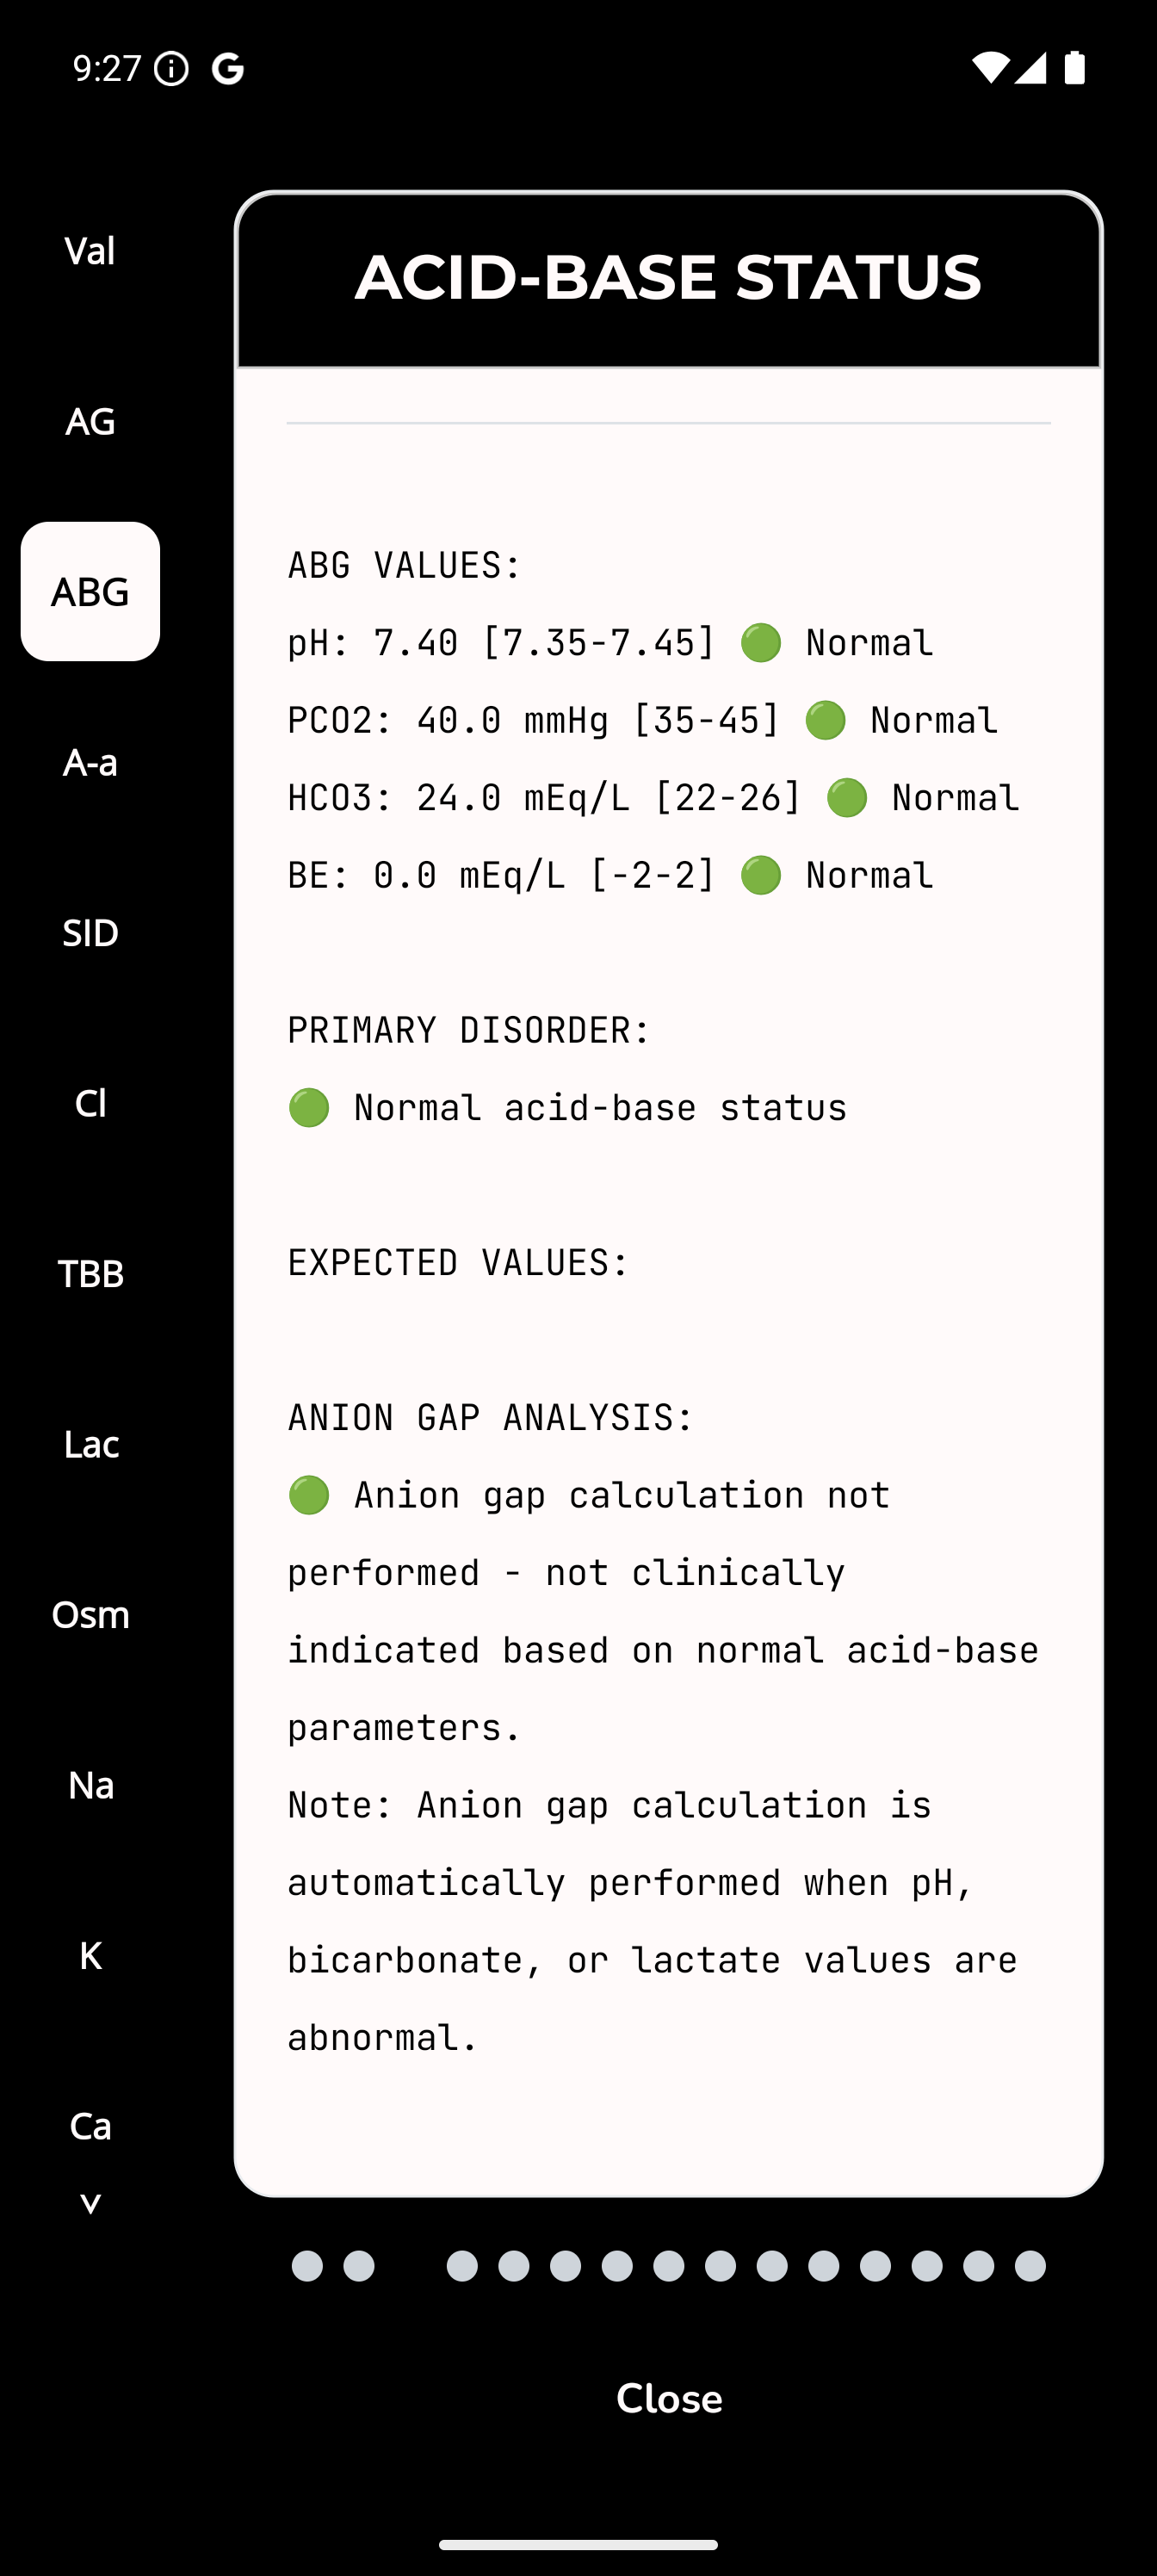 9:27
ACID-BASE STATUS
Val
AG
ABG
A-a
SID
Cl
TBB
Lac
Osm
Na
K
Ca
ABG VALUES:
pH: 7.40 [7.35-7.45] 🟢 Normal
PCO2: 40.0 mmHg [35-45] 🟢 Normal
HCO3: 24.0 mEq/L [22-26] 🟢 Normal
BE: 0.0 mEq/L [-2-2] 🟢 Normal
PRIMARY DISORDER:
🟢 Normal acid-base status
EXPECTED VALUES:
ANION GAP ANALYSIS:
🟢 Anion gap calculation not
performed - not clinically
indicated based on normal acid-base
parameters.
Note: Anion gap calculation is
automatically performed when pH,
bicarbonate, or lactate values are
abnormal.
Close